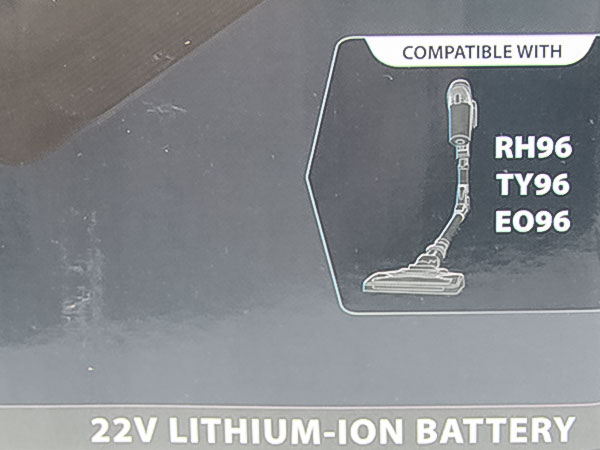 COMPATIBLE WITH
RH96
TY96
EO96
22V LITHIUM-ION BATTERY